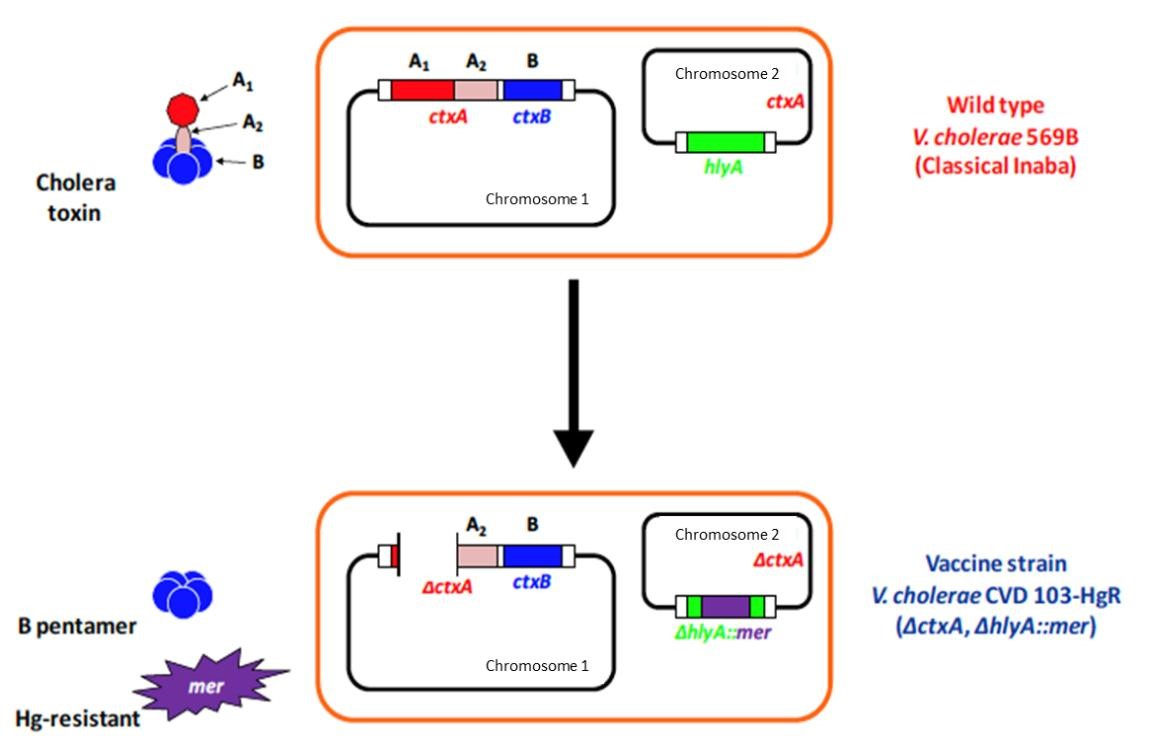 A1
A2
B
Cholera
toxin
A1 A2 B
ctxA ctxB
Chromosome 1
Chromosome 2
ctxA
hlyA
Wild type
V. cholerae 569B
(Classical Inaba)
B pentamer
mer
Hg-resistant
A2 B
ΔctxA ctxB
Chromosome 1
Chromosome 2
ΔctxA
ΔhlyA::mer
Vaccine strain
V. cholerae CVD 103-HgR
(ΔctxA, ΔhlyA::mer)